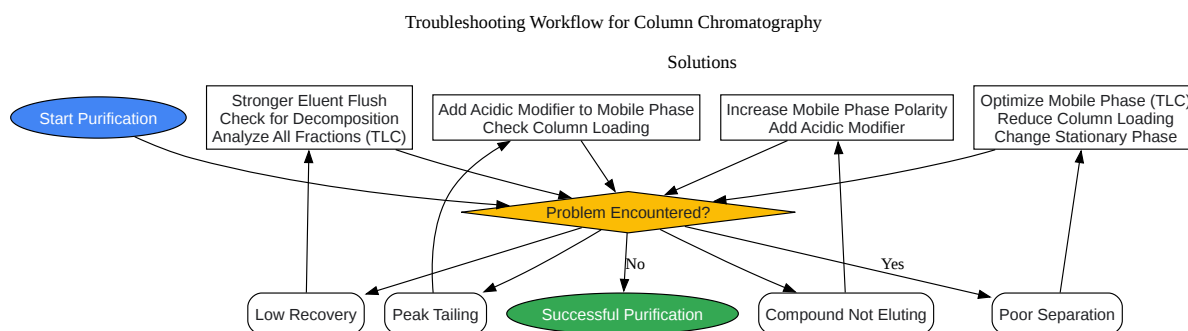 Troubleshooting Workflow for Column Chromatography
Solutions
Start Purification
Stronger Eluent Flush
Check for Decomposition
Analyze All Fractions (TLC)
Add Acidic Modifier to Mobile Phase
Check Column Loading
Increase Mobile Phase Polarity
Add Acidic Modifier
Optimize Mobile Phase (TLC)
Reduce Column Loading
Change Stationary Phase
Problem Encountered?
No
Yes
Low Recovery
Peak Tailing
Successful Purification
Compound Not Eluting
Poor Separation